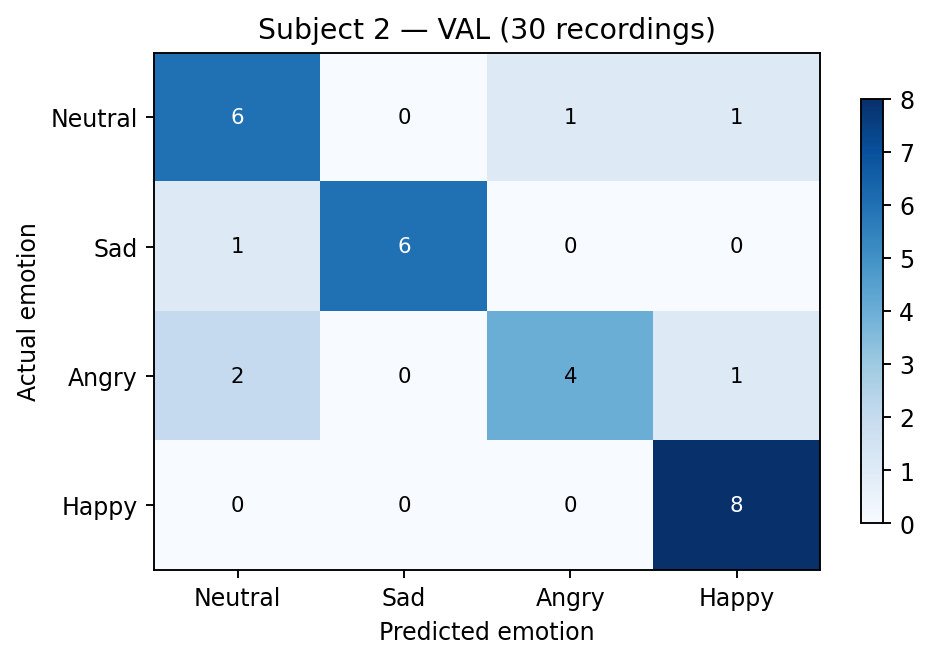 Subject 2 — VAL (30 recordings)
Actual emotion
Neutral 6 0 1 1
Sad 1 6 0 0
Angry 2 0 4 1
Happy 0 0 0 8
Neutral Sad Angry Happy
Predicted emotion
8
7
6
5
4
3
2
1
0